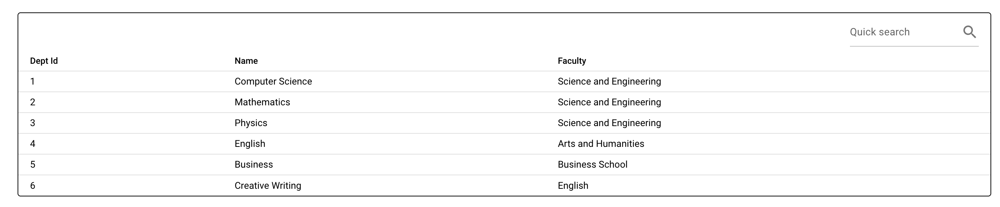 Quick search
Dept Id Name Faculty
1 Computer Science Science and Engineering
2 Mathematics Science and Engineering
3 Physics Science and Engineering
4 English Arts and Humanities
5 Business Business School
6 Creative Writing English